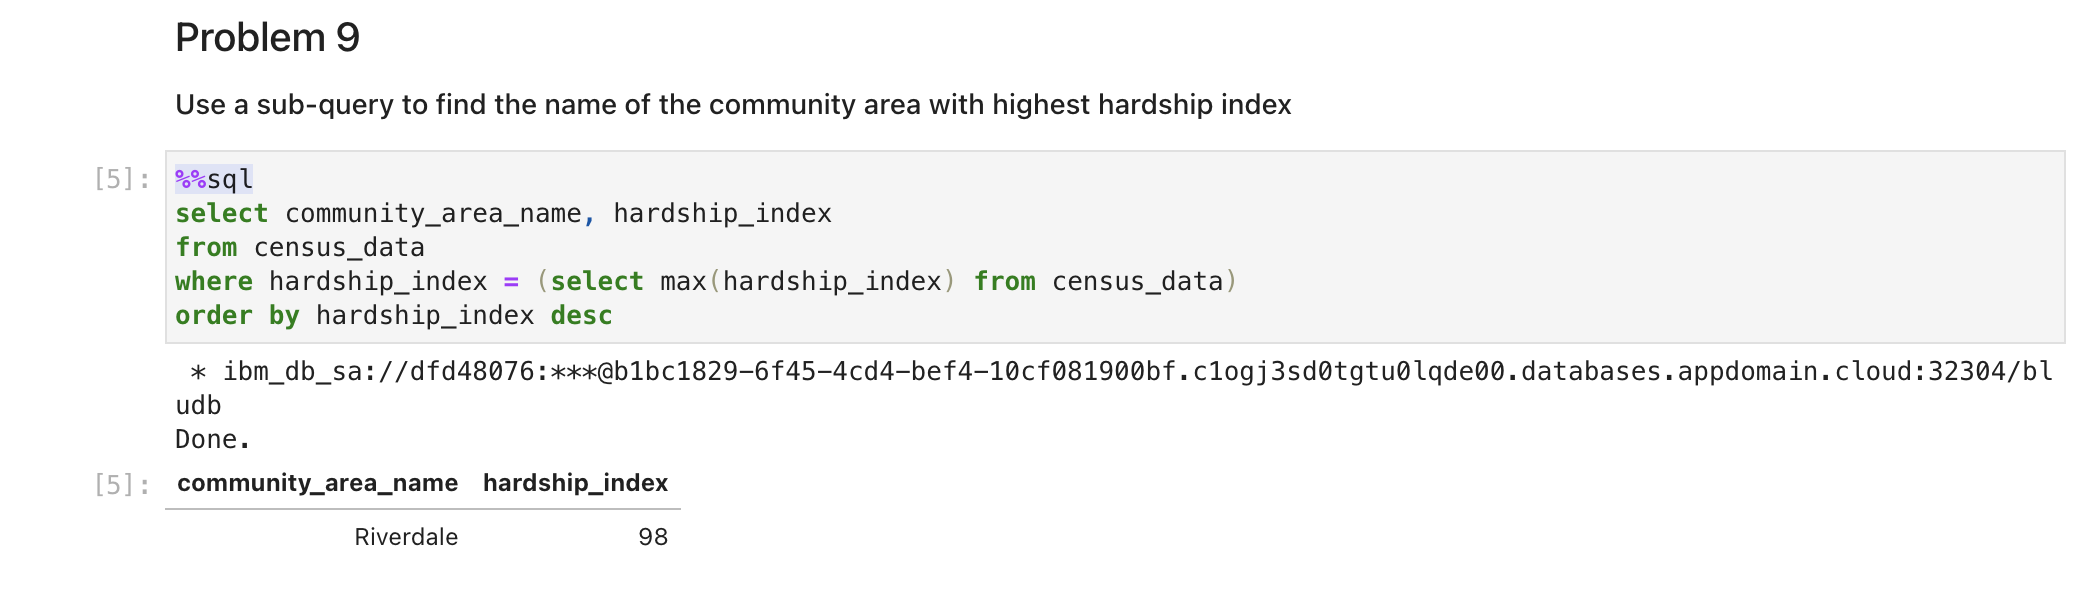 Problem 9
Use a sub-query to find the name of the community area with highest hardship index
[5]: %%sql
select community_area_name, hardship_index
from census_data
where hardship_index = (select max(hardship_index) from census_data)
order by hardship_index desc
* ibm_db_sa://dfd48076:***@b1bc1829-6f45-4cd4-bef4-10cf081900bf.c1ogj3sd0tgtu0lqde00.databases.appdomain.cloud:32304/bl
udb
Done.
[5]: community_area_name hardship_index
Riverdale 98